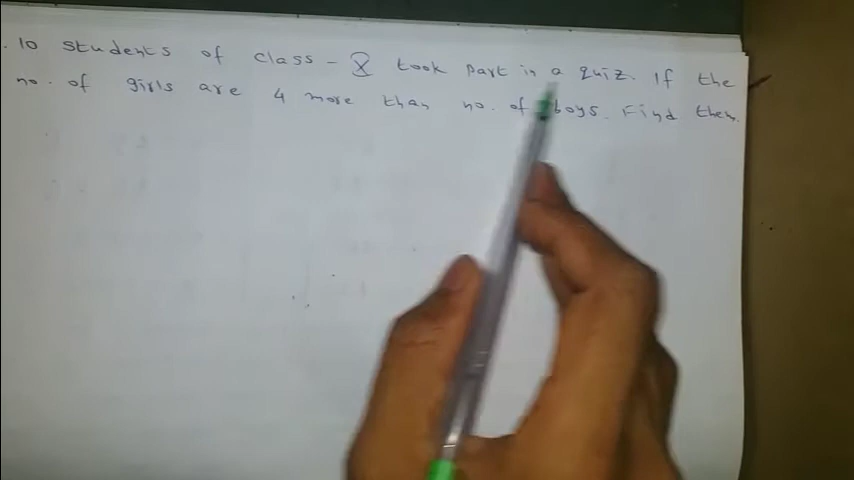 . 10 students of class - X took part in a quiz. If the
no. of girls are 4 more than no. of boys. Find them.